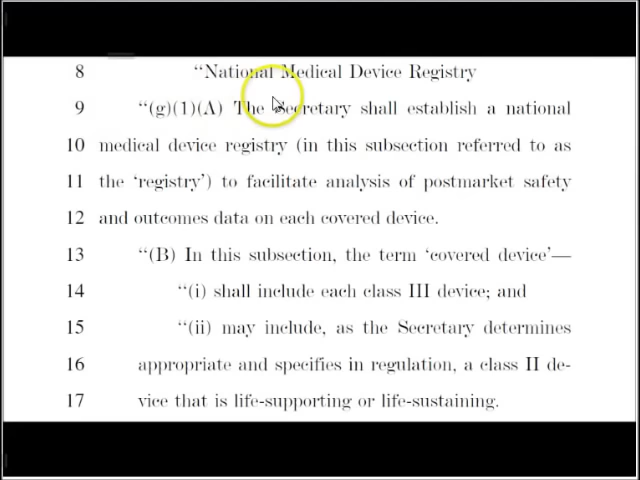 8 “National Medical Device Registry
9 “(g)(1)(A) The Secretary shall establish a national
10 medical device registry (in this subsection referred to as
11 the ‘registry’) to facilitate analysis of postmarket safety
12 and outcomes data on each covered device.
13 “(B) In this subsection, the term ‘covered device’—
14 “(i) shall include each class III device; and
15 “(ii) may include, as the Secretary determines
16 appropriate and specifies in regulation, a class II de-
17 vice that is life-supporting or life-sustaining.